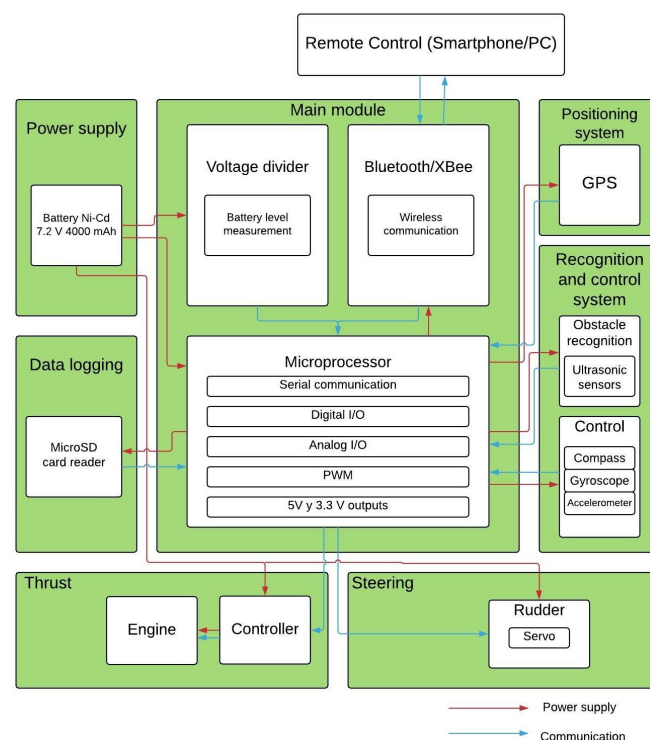 Remote Control (Smartphone/PC)
Main module
Power supply
Battery Ni-Cd
7.2 V 4000 mAh
Voltage divider
Battery level
measurement
Bluetooth/XBee
Wireless
communication
Positioning
system
GPS
Recognition
and control
system
Obstacle
recognition
Ultrasonic
sensors
Control
Compass
Gyroscope
Accelerometer
Data logging
MicroSD
card reader
Microprocessor
Serial communication
Digital I/O
Analog I/O
PWM
5V y 3.3 V outputs
Thrust
Engine
Controller
Steering
Rudder
Servo
Power supply
Communication